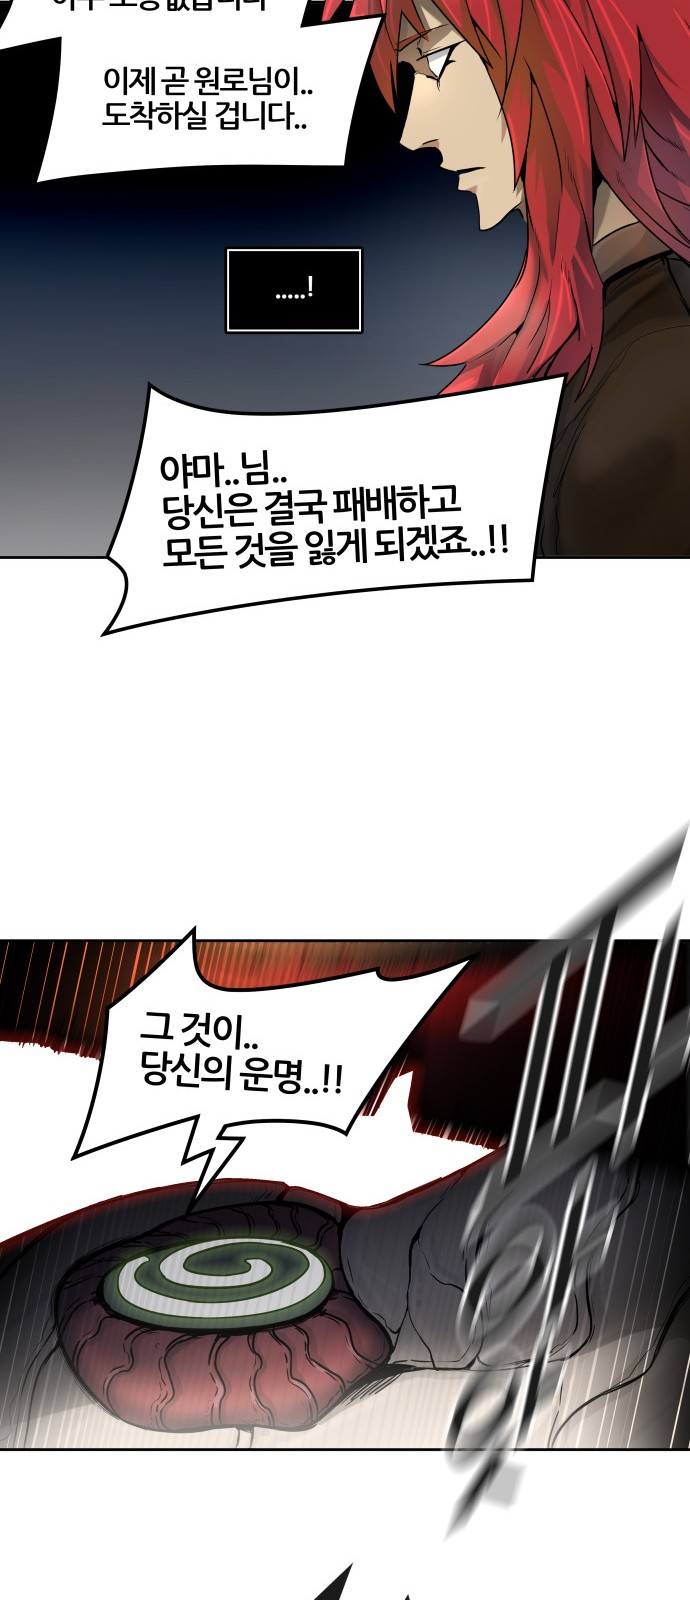 이제 곧 원로님이..
도착하실 겁니다..
.....!
야마..님..
당신은 결국 패배하고
모든 것을 잃게 되겠죠..!!
그 것이..
당신의 운명..!!